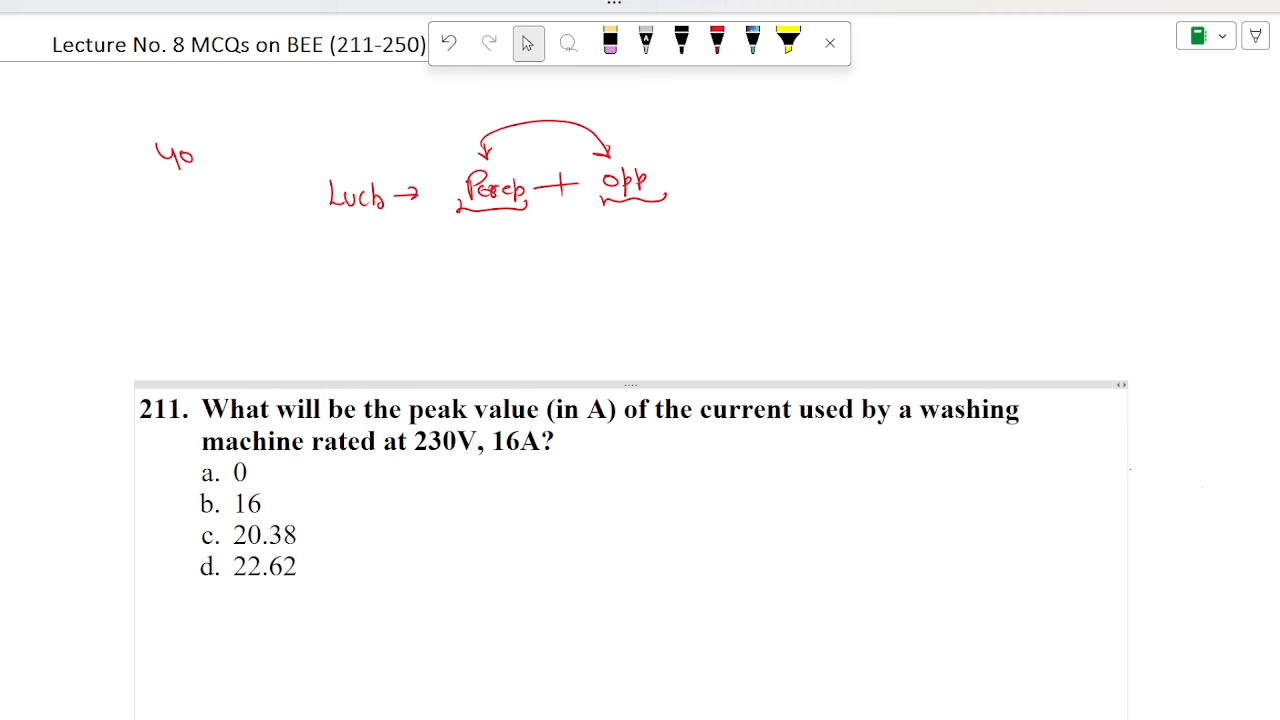 Lecture No. 8 MCQs on BEE (211-250)
40
Luck → Prep + opp
211. What will be the peak value (in A) of the current used by a washing
machine rated at 230V, 16A?
a. 0
b. 16
c. 20.38
d. 22.62